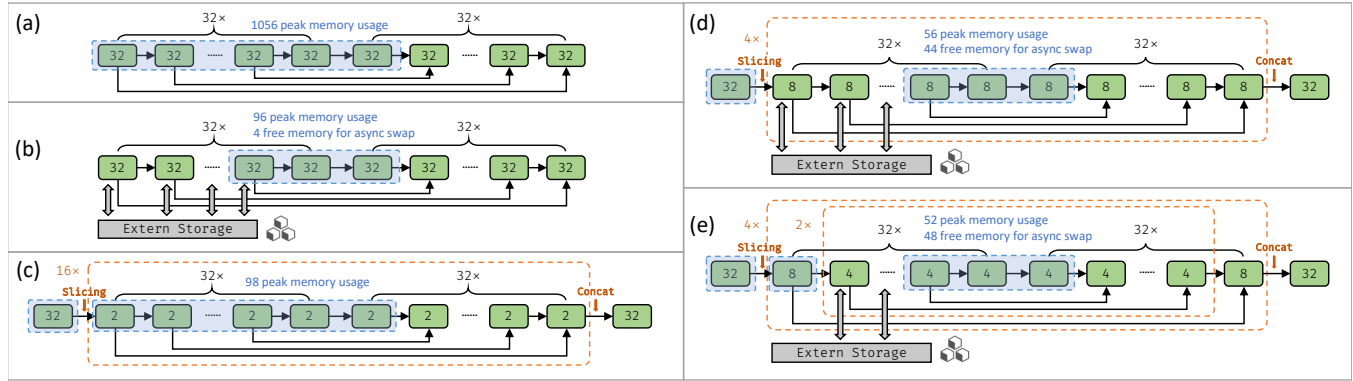 (a)
32×
1056 peak memory usage
32×
32 32 ...... 32 32 32 32 ...... 32 32
(b)
32×
96 peak memory usage
4 free memory for async swap
32×
32 32 ...... 32 32 32 32 ...... 32 32
Extern Storage
(c)
16×
32×
98 peak memory usage
32×
Slicing
Concat
32 2 2 ...... 2 2 2 2 ...... 2 2 32
(d)
4×
32×
56 peak memory usage
44 free memory for async swap
32×
Slicing
Concat
32 8 8 ...... 8 8 8 8 ...... 8 8 32
Extern Storage
(e)
4×
2×
32×
52 peak memory usage
48 free memory for async swap
32×
Slicing
Concat
32 8 4 ...... 4 4 4 4 ...... 4 8 32
Extern Storage